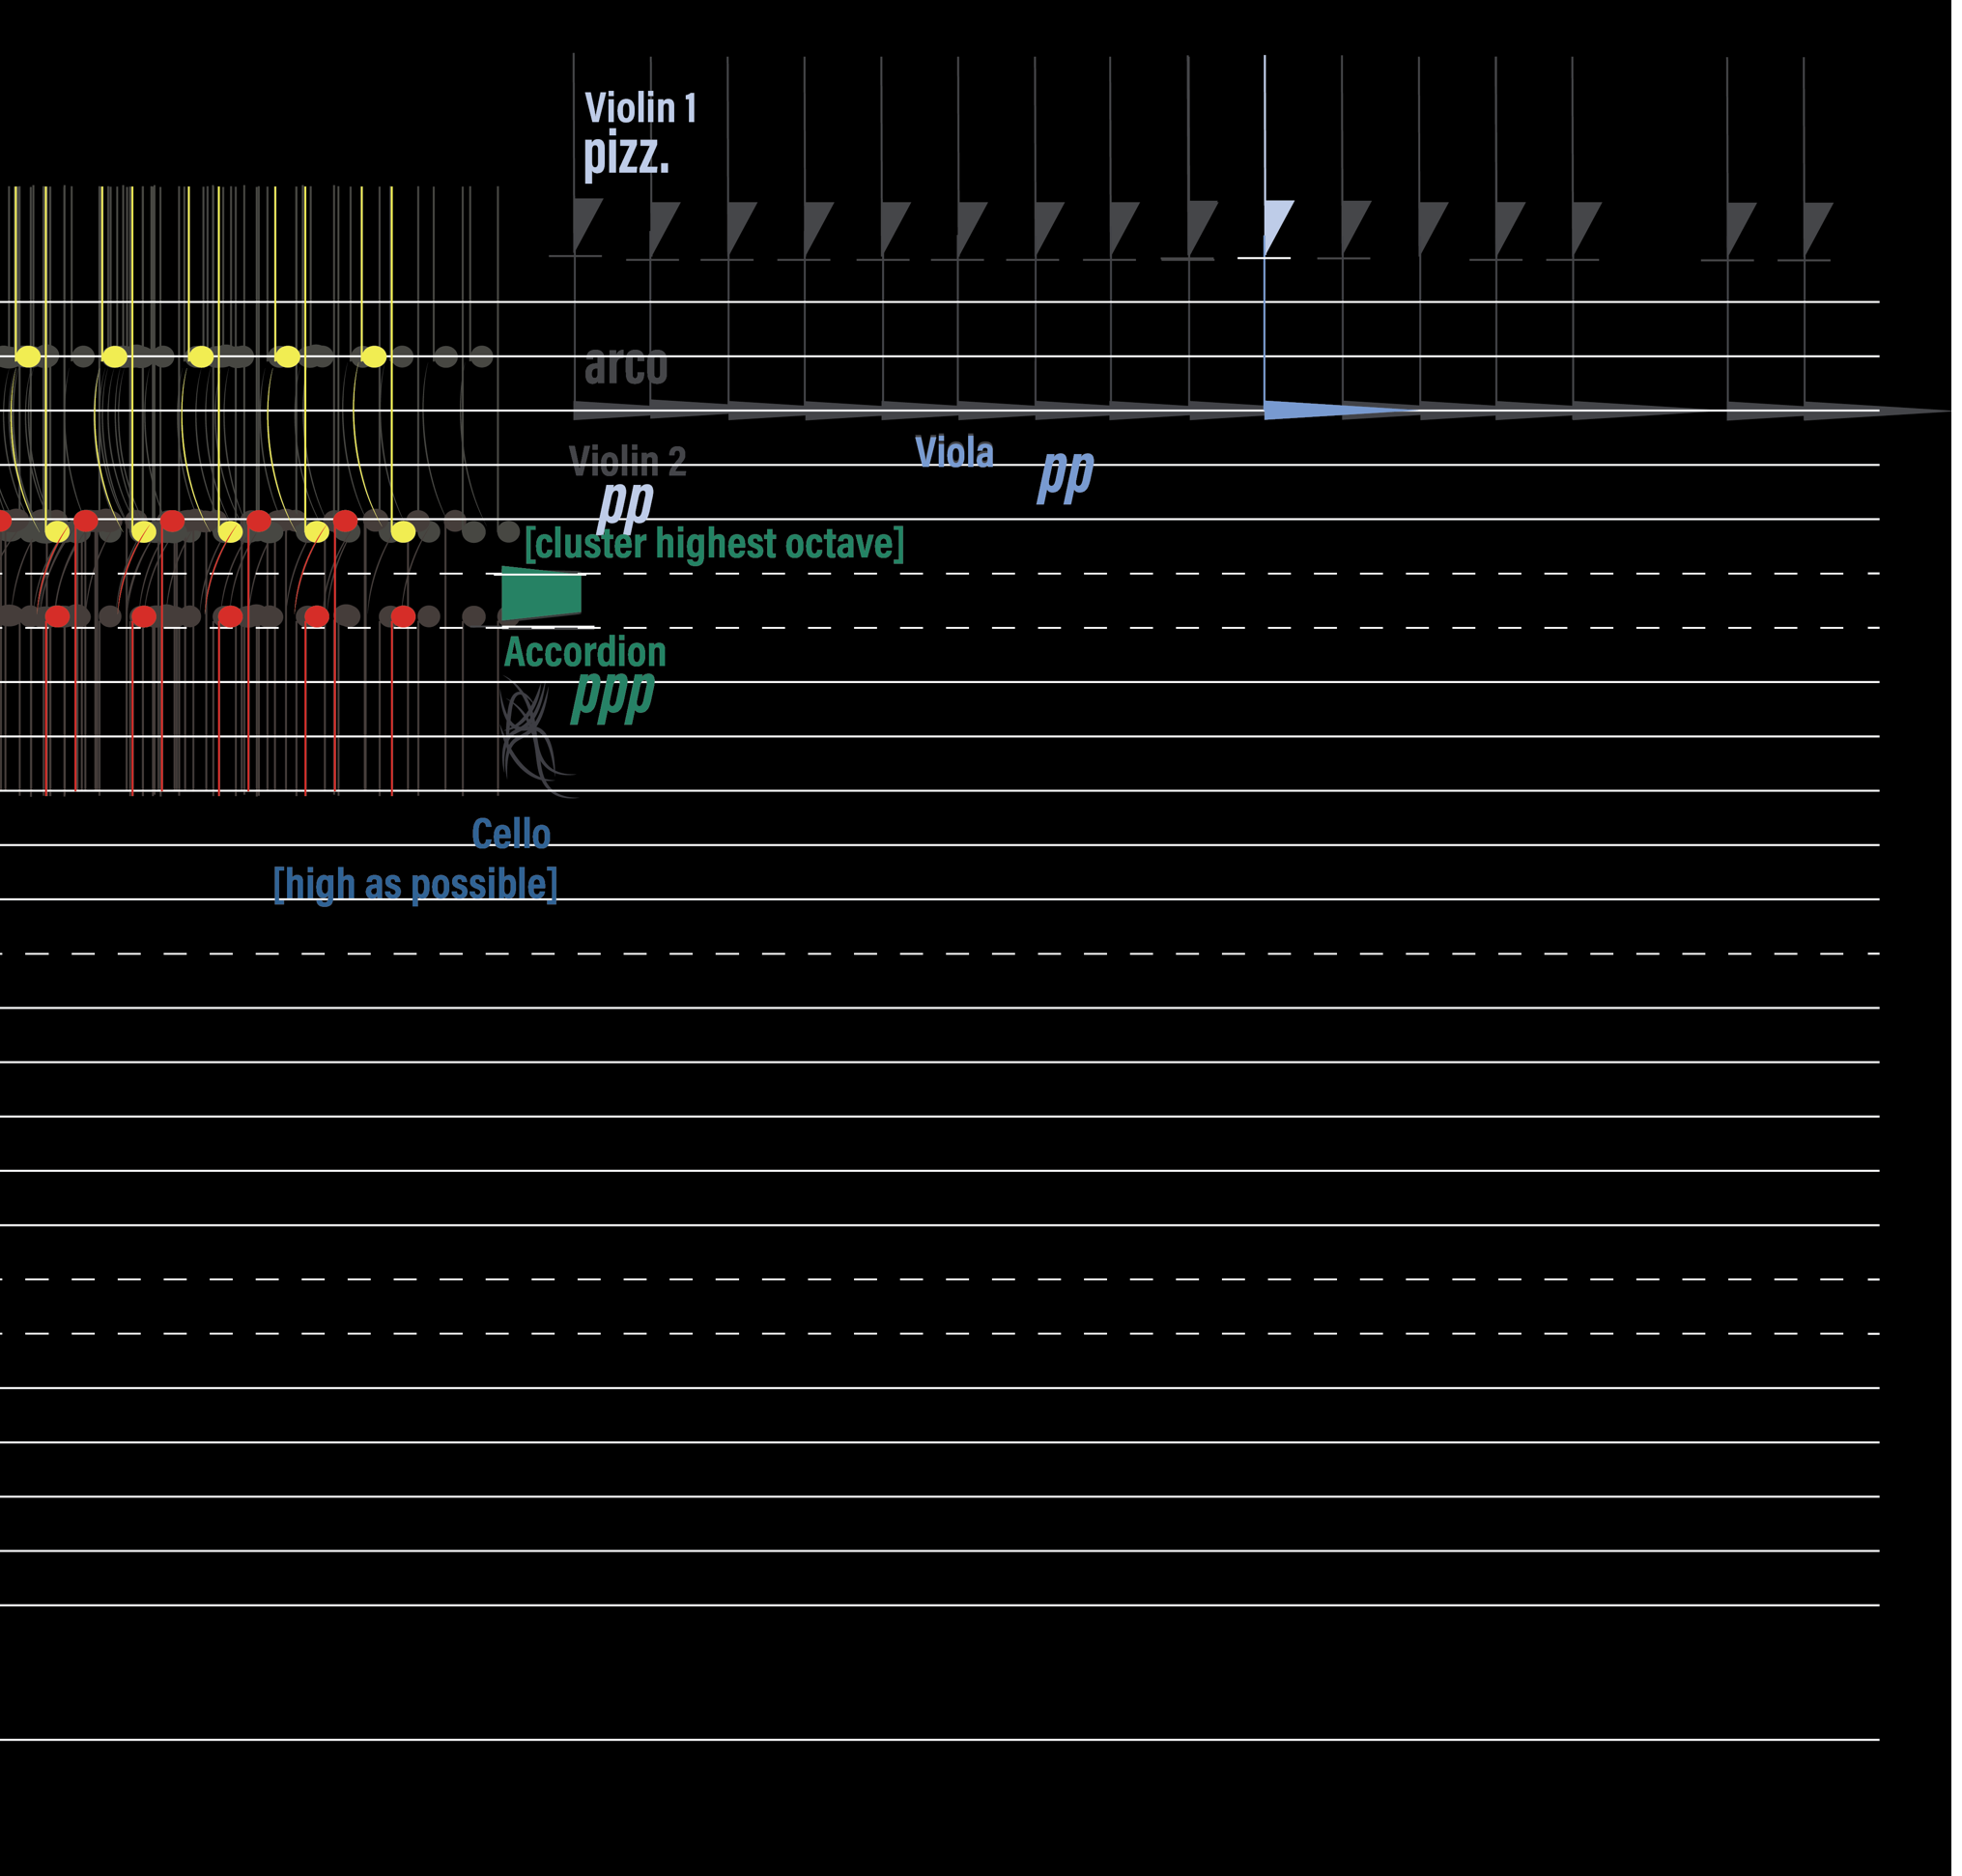 Violin 1
pizz.
arco
Violin 2
pp
Viola
pp
[cluster highest octave]
Accordion
ppp
Cello
[high as possible]